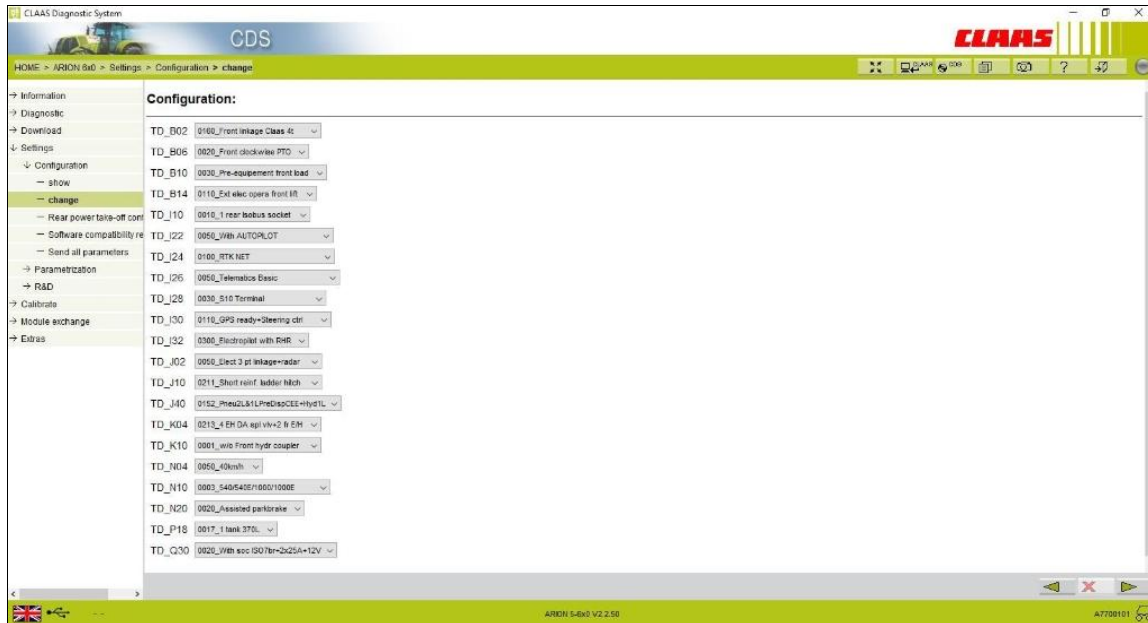 CLAAS Diagnostic System
CDS
CLAAS
HOME > ARION 6x0 > Settings > Configuration > change
Information
Diagnostic
Download
Settings
Configuration
show
change
Rear power take-off conf
Software compatibility re
Send all parameters
Parametrization
R&D
Calibrate
Module exchange
Extras
Configuration:
TD_B02 0160_Front linkage Claas 4t
TD_B06 0020_Front clockwise PTO
TD_B10 0030_Pre-equipement front load
TD_B14 0110_Ext elec opera front lift
TD_I10 0010_1 rear Isobus socket
TD_I22 0050_With AUTOPILOT
TD_I24 0100_RTK NET
TD_I26 0050_Telematics Basic
TD_I28 0030_S10 Terminal
TD_I30 0110_GPS ready+Steering ctrl
TD_I32 0300_Electropilot with RHR
TD_J02 0050_Elect 3 pt linkage+radar
TD_J10 0211_Short reinf. ladder hitch
TD_J40 0152_Pneu2L&1LPreDispCEE+Hyd1L
TD_K04 0213_4 EH DA spl vlv+2 fr E/H
TD_K10 0001_w/o Front hydr coupler
TD_N04 0050_40km/h
TD_N10 0003_540/540E/1000/1000E
TD_N20 0020_Assisted parkbrake
TD_P18 0017_1 tank 370L
TD_Q30 0020_With soc ISO7br+2x25A+12V
-- ARION 5-6x0 V2.2.50 A7700101